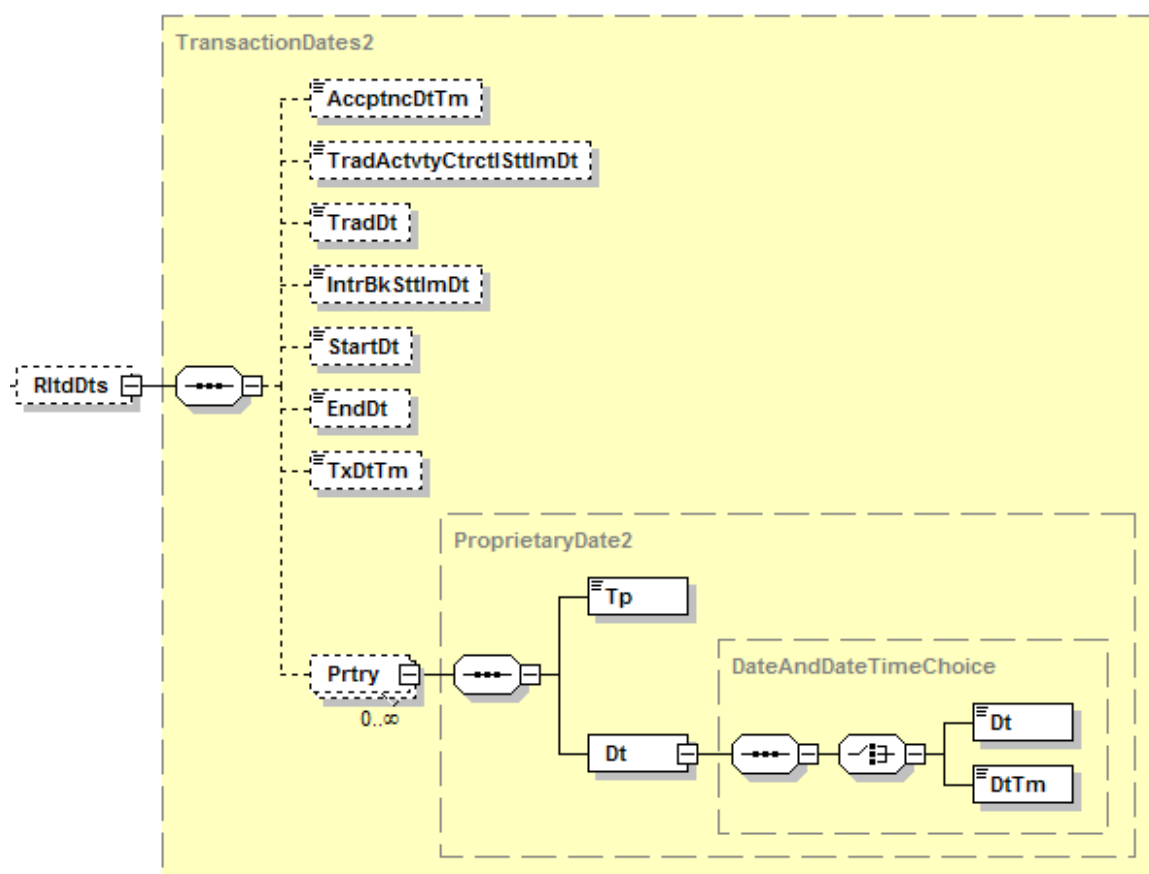 TransactionDates2
AccptncDtTm
TradActvtyCtrctlSttlmDt
TradDt
IntrBkSttlmDt
StartDt
RltdDts
EndDt
TxDtTm
ProprietaryDate2
Tp
DateAndDateTimeChoice
Prtry
0..∞
Dt
Dt
DtTm